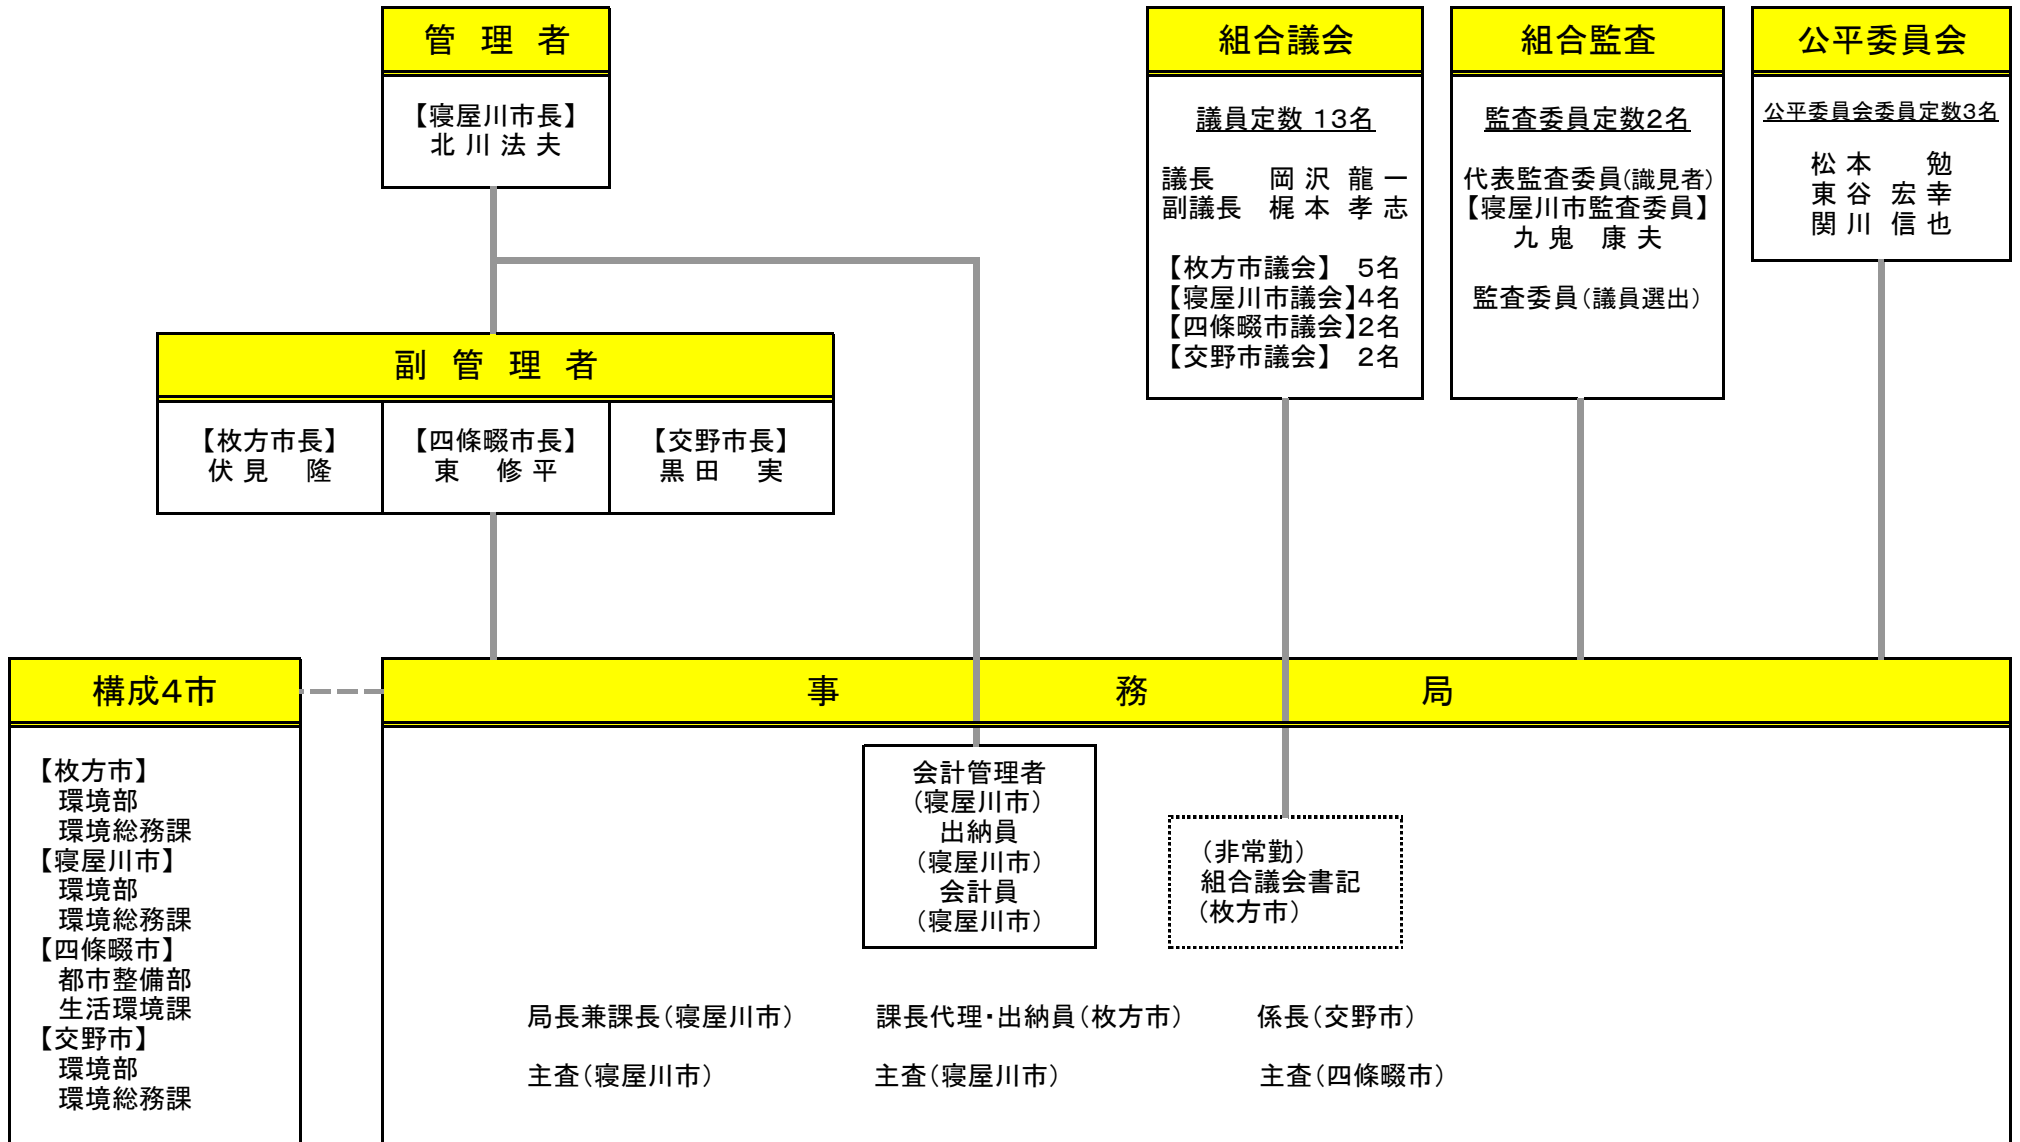 管 理 者
【寝屋川市長】
北 川 法 夫
組合議会
議員定数 13名
議長 岡 沢 龍 一
副議長 梶 本 孝 志
【枚方市議会】 5名
【寝屋川市議会】4名
【四條畷市議会】2名
【交野市議会】 2名
組合監査
監査委員定数2名
代表監査委員(識見者)
【寝屋川市監査委員】
九 鬼 康 夫
監査委員(議員選出)
公平委員会
公平委員会委員定数3名
松 本 勉
東 谷 宏 幸
関 川 信 也
副 管 理 者
【枚方市長】
伏 見 隆
【四條畷市長】
東 修 平
【交野市長】
黒 田 実
構成4市
【枚方市】
環境部
環境総務課
【寝屋川市】
環境部
環境総務課
【四條畷市】
都市整備部
生活環境課
【交野市】
環境部
環境総務課
事 務 局
会計管理者
(寝屋川市)
出納員
(寝屋川市)
会計員
(寝屋川市)
(非常勤)
組合議会書記
(枚方市)
局長兼課長(寝屋川市) 課長代理・出納員(枚方市) 係長(交野市)
主査(寝屋川市) 主査(寝屋川市) 主査(四條畷市)